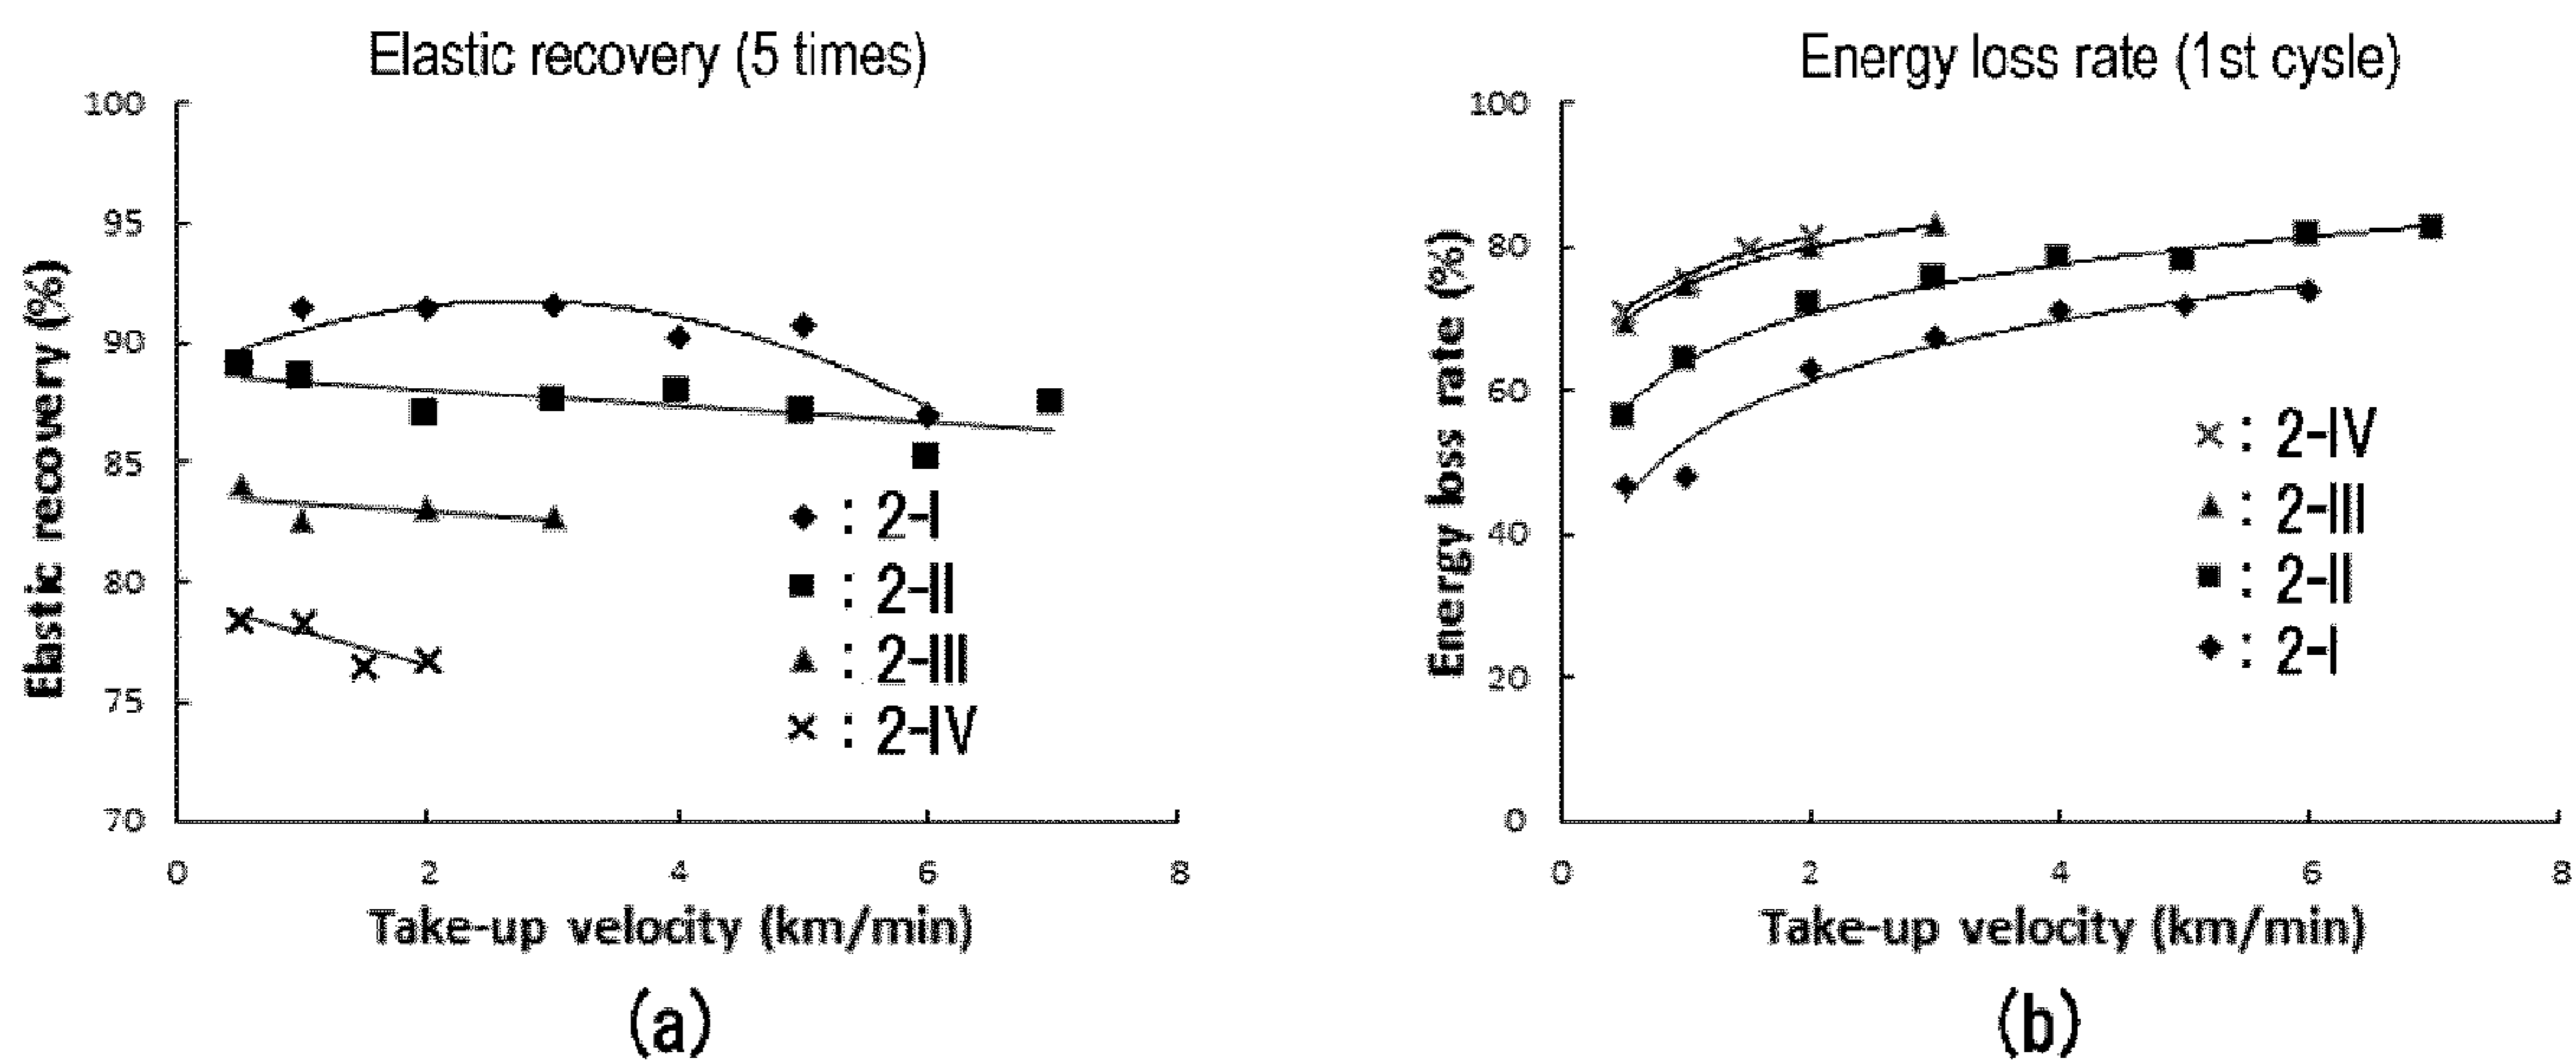 Elastic recovery (5 times)
100
95
90
85
80
75
70
Elastic recovery (%)
0 2 4 6 8
Take-up velocity (km/min)
◆ : 2-I
■ : 2-II
▲ : 2-III
× : 2-IV
(a)
Energy loss rate (1st cysle)
100
80
60
40
20
0
Energy loss rate (%)
0 2 4 6 8
Take-up velocity (km/min)
× : 2-IV
▲ : 2-III
■ : 2-II
◆ : 2-I
(b)